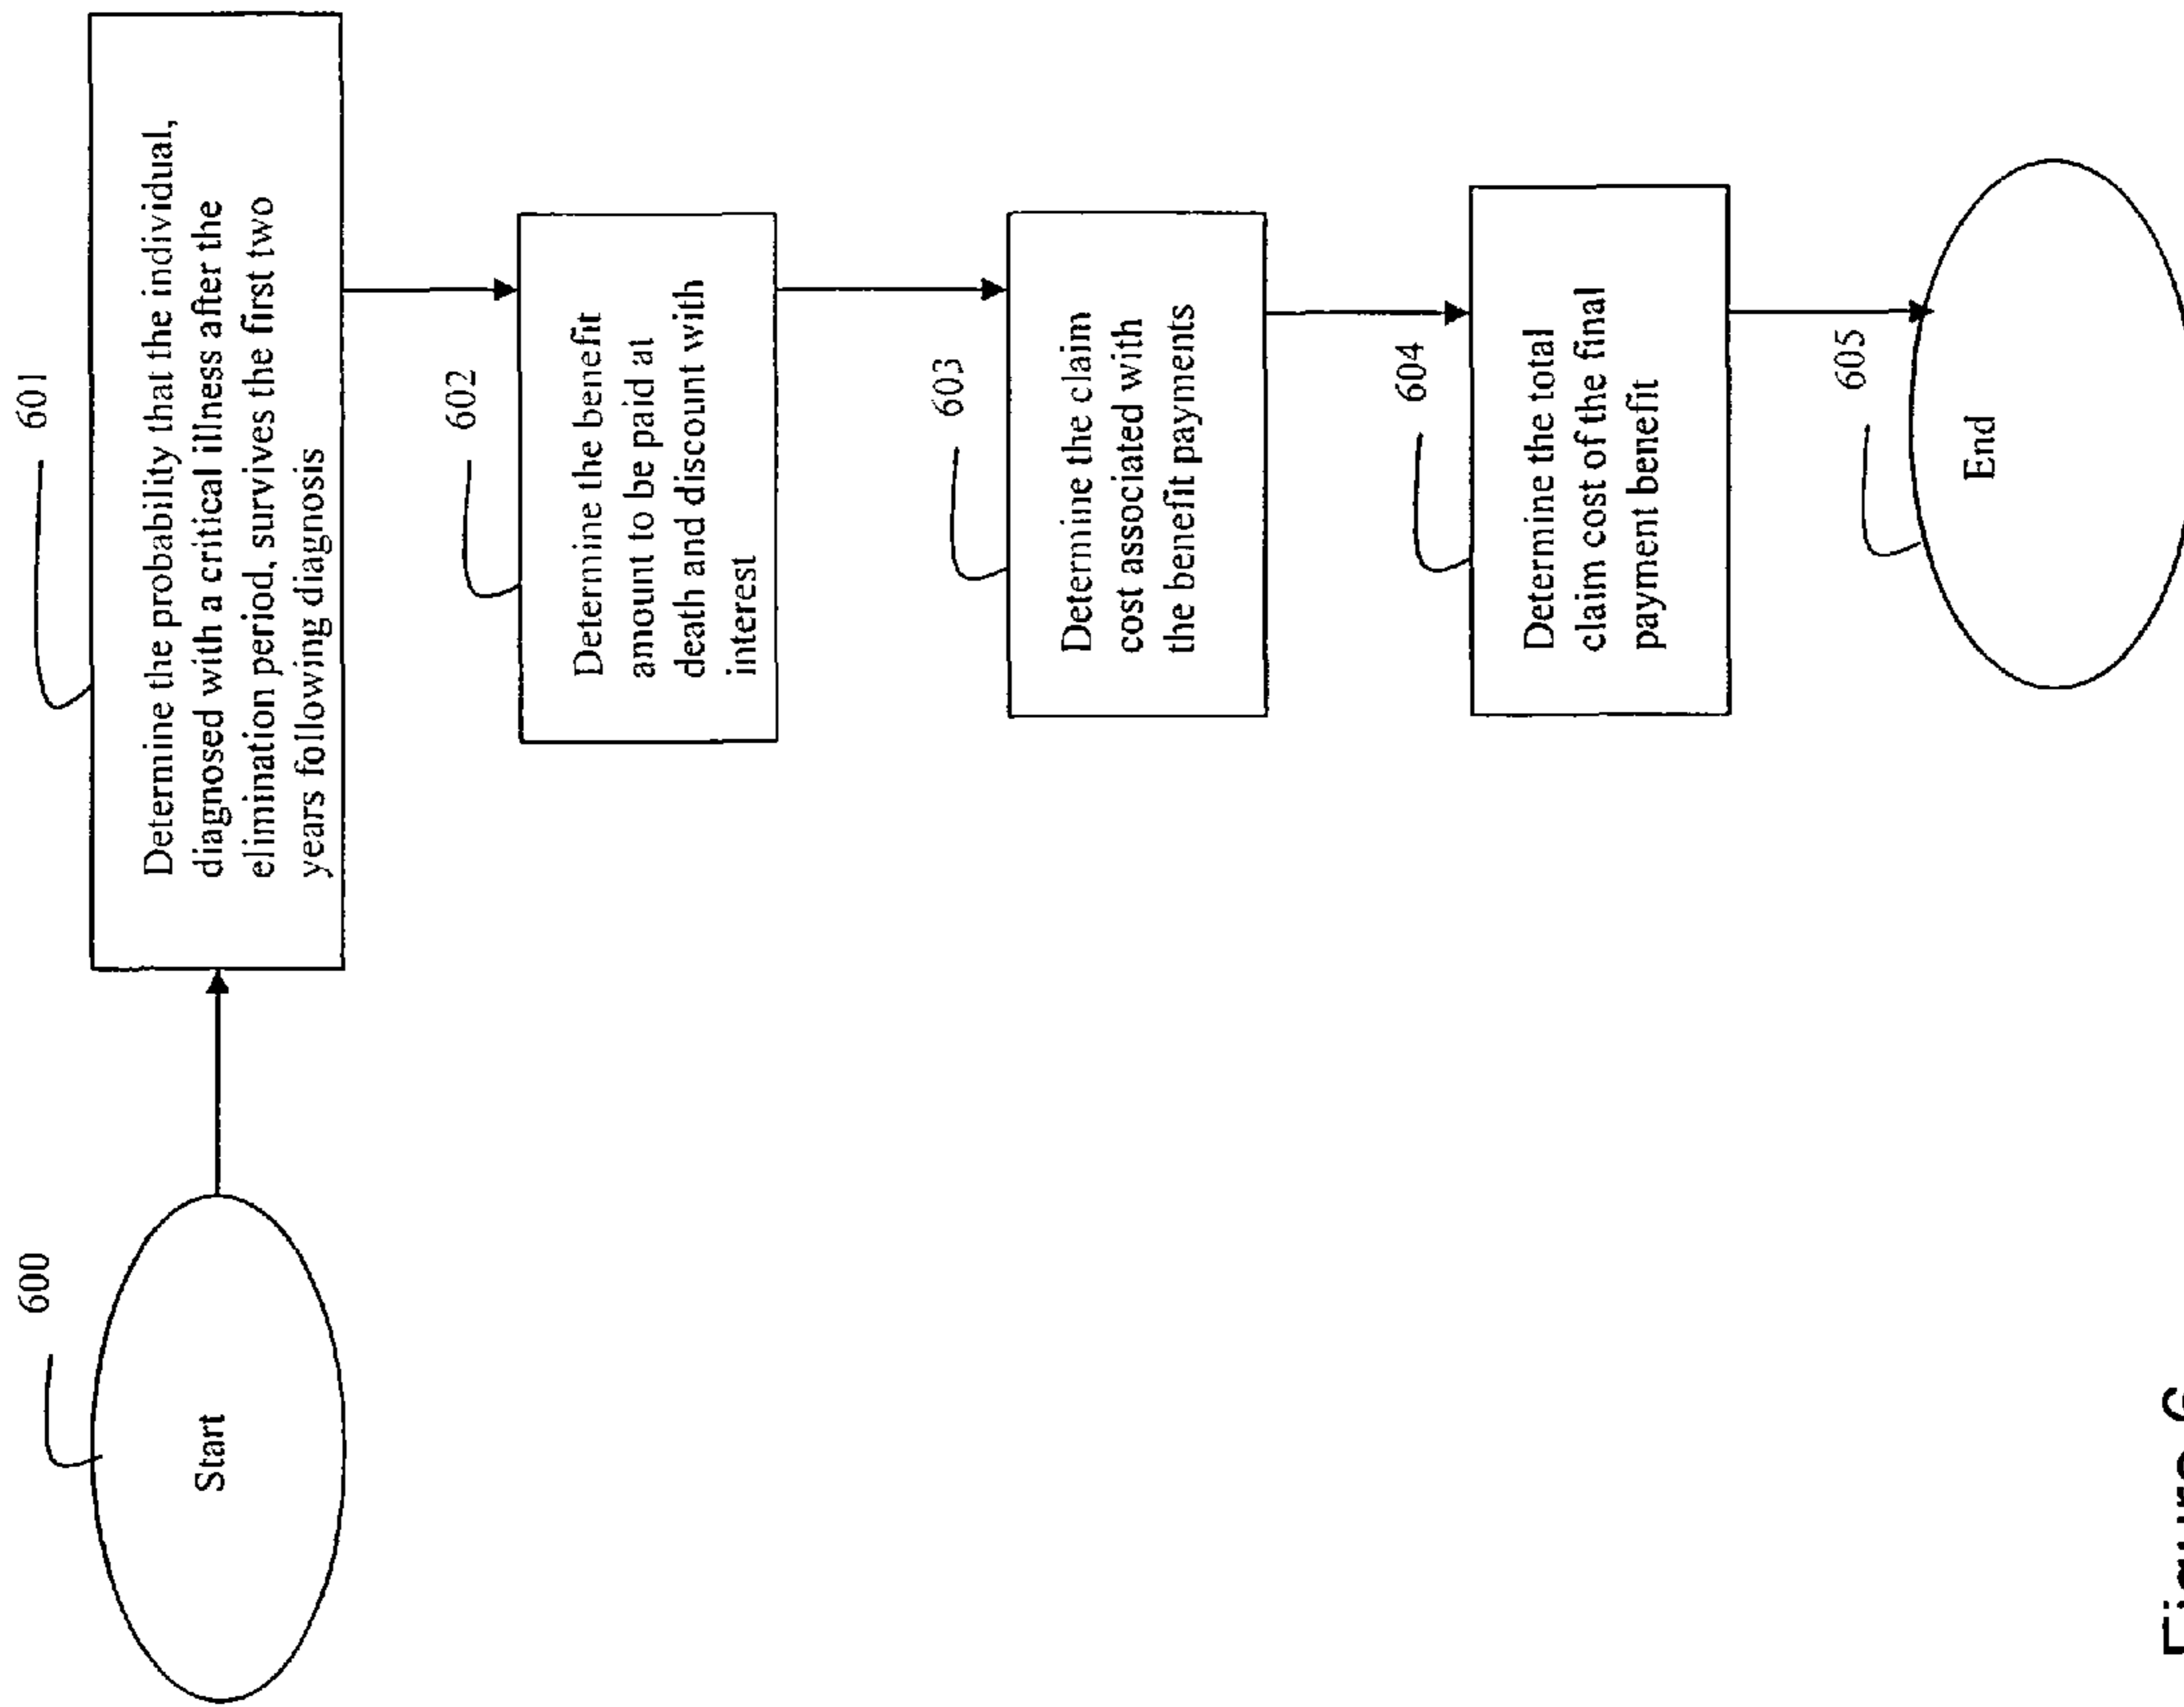 600
Start
601
Determine the probability that the individual,
diagnosed with a critical illness after the
elimination period, survives the first two
years following diagnosis
602
Determine the benefit
amount to be paid at
death and discount with
interest
603
Determine the claim
cost associated with
the benefit payments
604
Determine the total
claim cost of the final
payment benefit
605
End
Figure 6